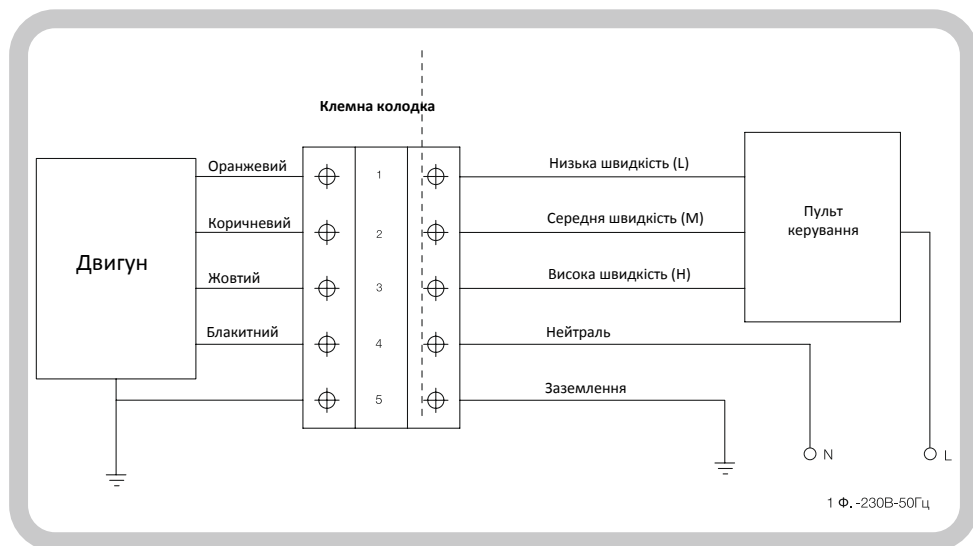 Клемна колодка
Оранжевий
1
Низька швидкість (L)
Коричневий
2
Середня швидкість (М)
Пульт
керування
Двигун
Жовтий
3
Висока швидкість (Н)
Блакитний
4
Нейтраль
5
Заземлення
N
L
1 Ф. -230В-50Гц